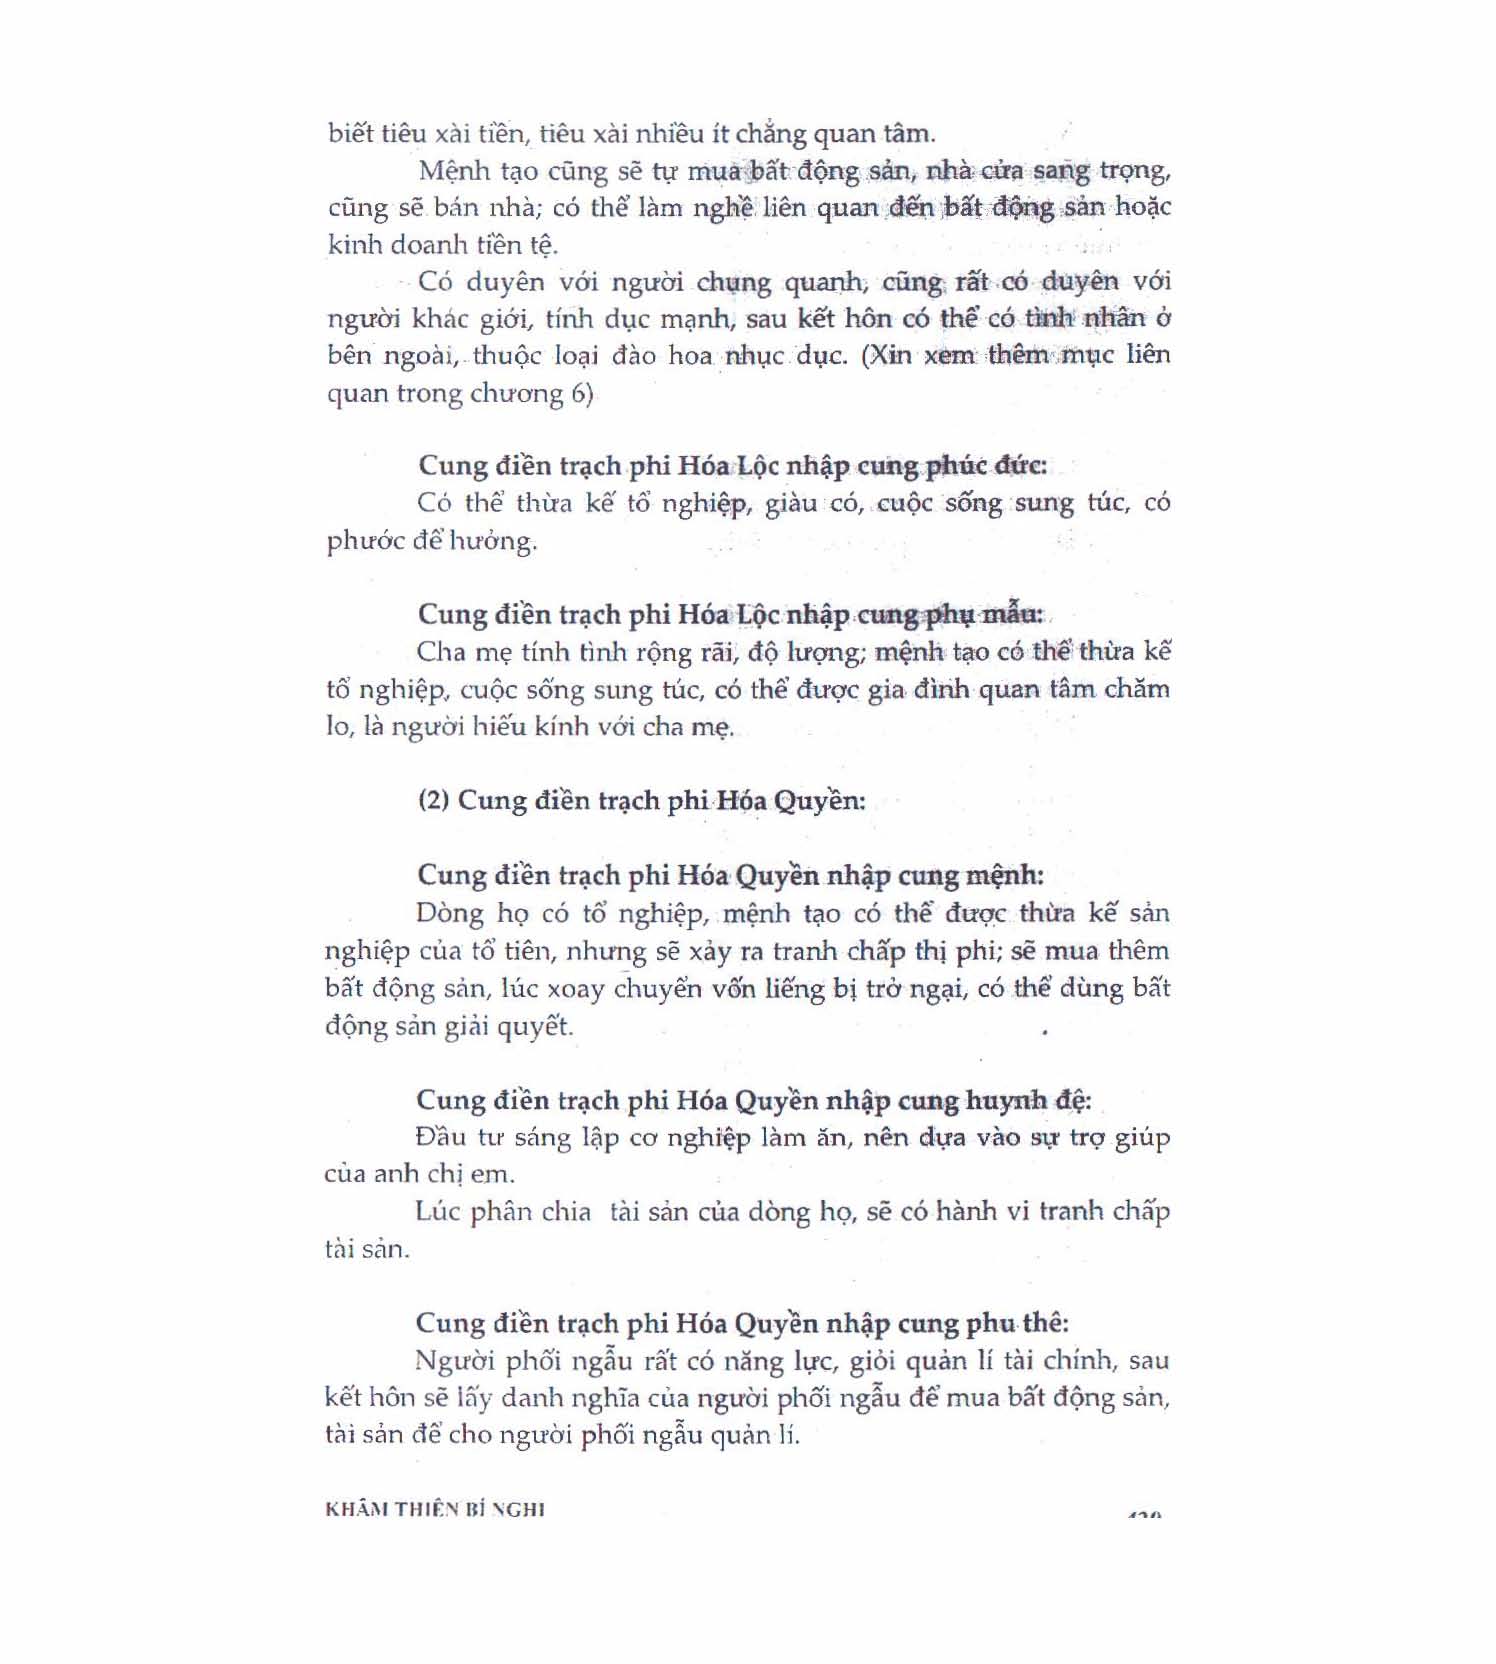 biết tiêu xài tiền, tiêu xài nhiều ít chẳng quan tâm.
Mệnh tạo cũng sẽ tự mua bất động sản, nhà cửa sang trọng,
cũng sẽ bán nhà; có thể làm nghề liên quan đến bất động sản hoặc
kinh doanh tiền tệ.
Có duyên với người chung quanh, cũng rất có duyên với
người khác giới, tính dục mạnh, sau kết hôn có thể có tình nhân ở
bên ngoài, thuộc loại đào hoa nhục dục. (Xin xem thêm mục liên
quan trong chương 6)
Cung điền trạch phi Hóa Lộc nhập cung phúc đức:
Có thể thừa kế tổ nghiệp, giàu có, cuộc sống sung túc, có
phước để hưởng.
Cung điền trạch phi Hóa Lộc nhập cung phụ mẫu:
Cha mẹ tính tình rộng rãi, độ lượng; mệnh tạo có thể thừa kế
tổ nghiệp, cuộc sống sung túc, có thể được gia đình quan tâm chăm
lo, là người hiếu kính với cha mẹ.
(2) Cung điền trạch phi Hóa Quyền:
Cung điền trạch phi Hóa Quyền nhập cung mệnh:
Dòng họ có tổ nghiệp, mệnh tạo có thể được thừa kế sản
nghiệp của tổ tiên, nhưng sẽ xảy ra tranh chấp thị phi; sẽ mua thêm
bất động sản, lúc xoay chuyển vốn liếng bị trở ngại, có thể dùng bất
động sản giải quyết.
Cung điền trạch phi Hóa Quyền nhập cung huynh đệ:
Đầu tư sáng lập cơ nghiệp làm ăn, nên dựa vào sự trợ giúp
của anh chị em.
Lúc phân chia tài sản của dòng họ, sẽ có hành vi tranh chấp
tài sản.
Cung điền trạch phi Hóa Quyền nhập cung phu thê:
Người phối ngẫu rất có năng lực, giỏi quản lí tài chính, sau
kết hôn sẽ lấy danh nghĩa của người phối ngẫu để mua bất động sản,
tài sản để cho người phối ngẫu quản lí.
KHÂM THIÊN BÍ NGHI